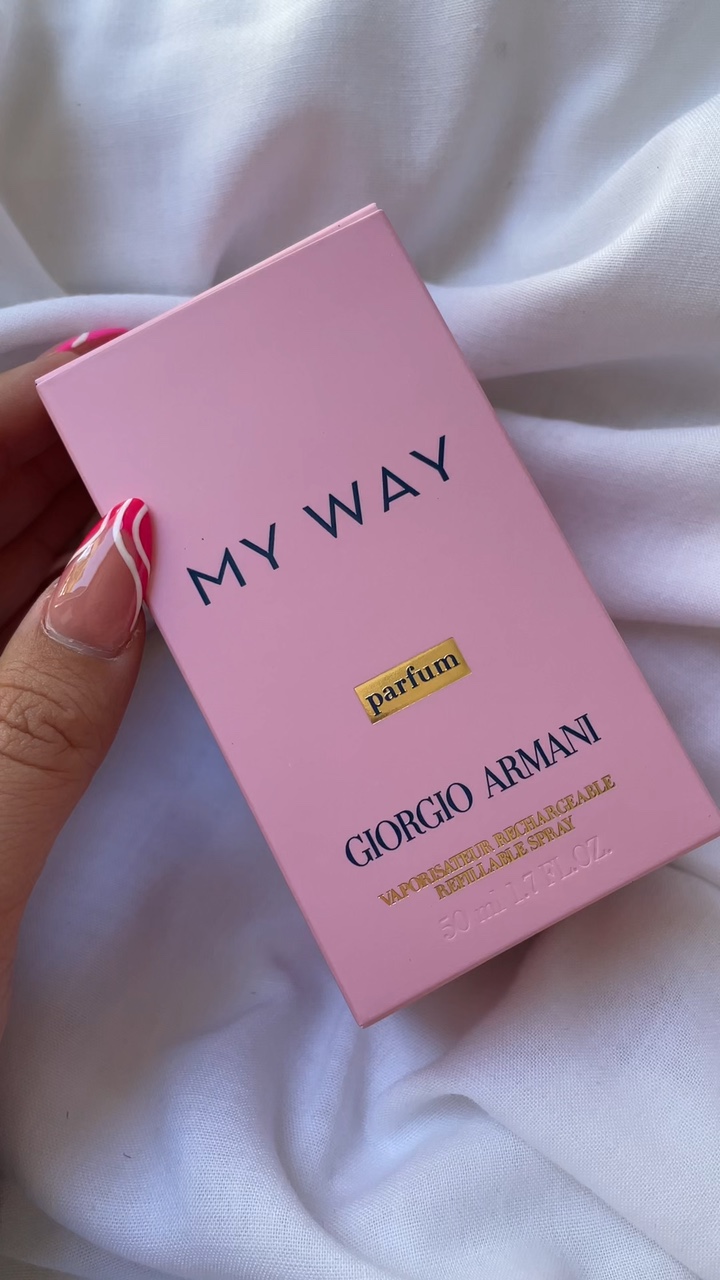 MY WAY
parfum
GIORGIO ARMANI
VAPORISATEUR RECHARGEABLE
REFILLABLE SPRAY
50 ml 1.7 FL.OZ.